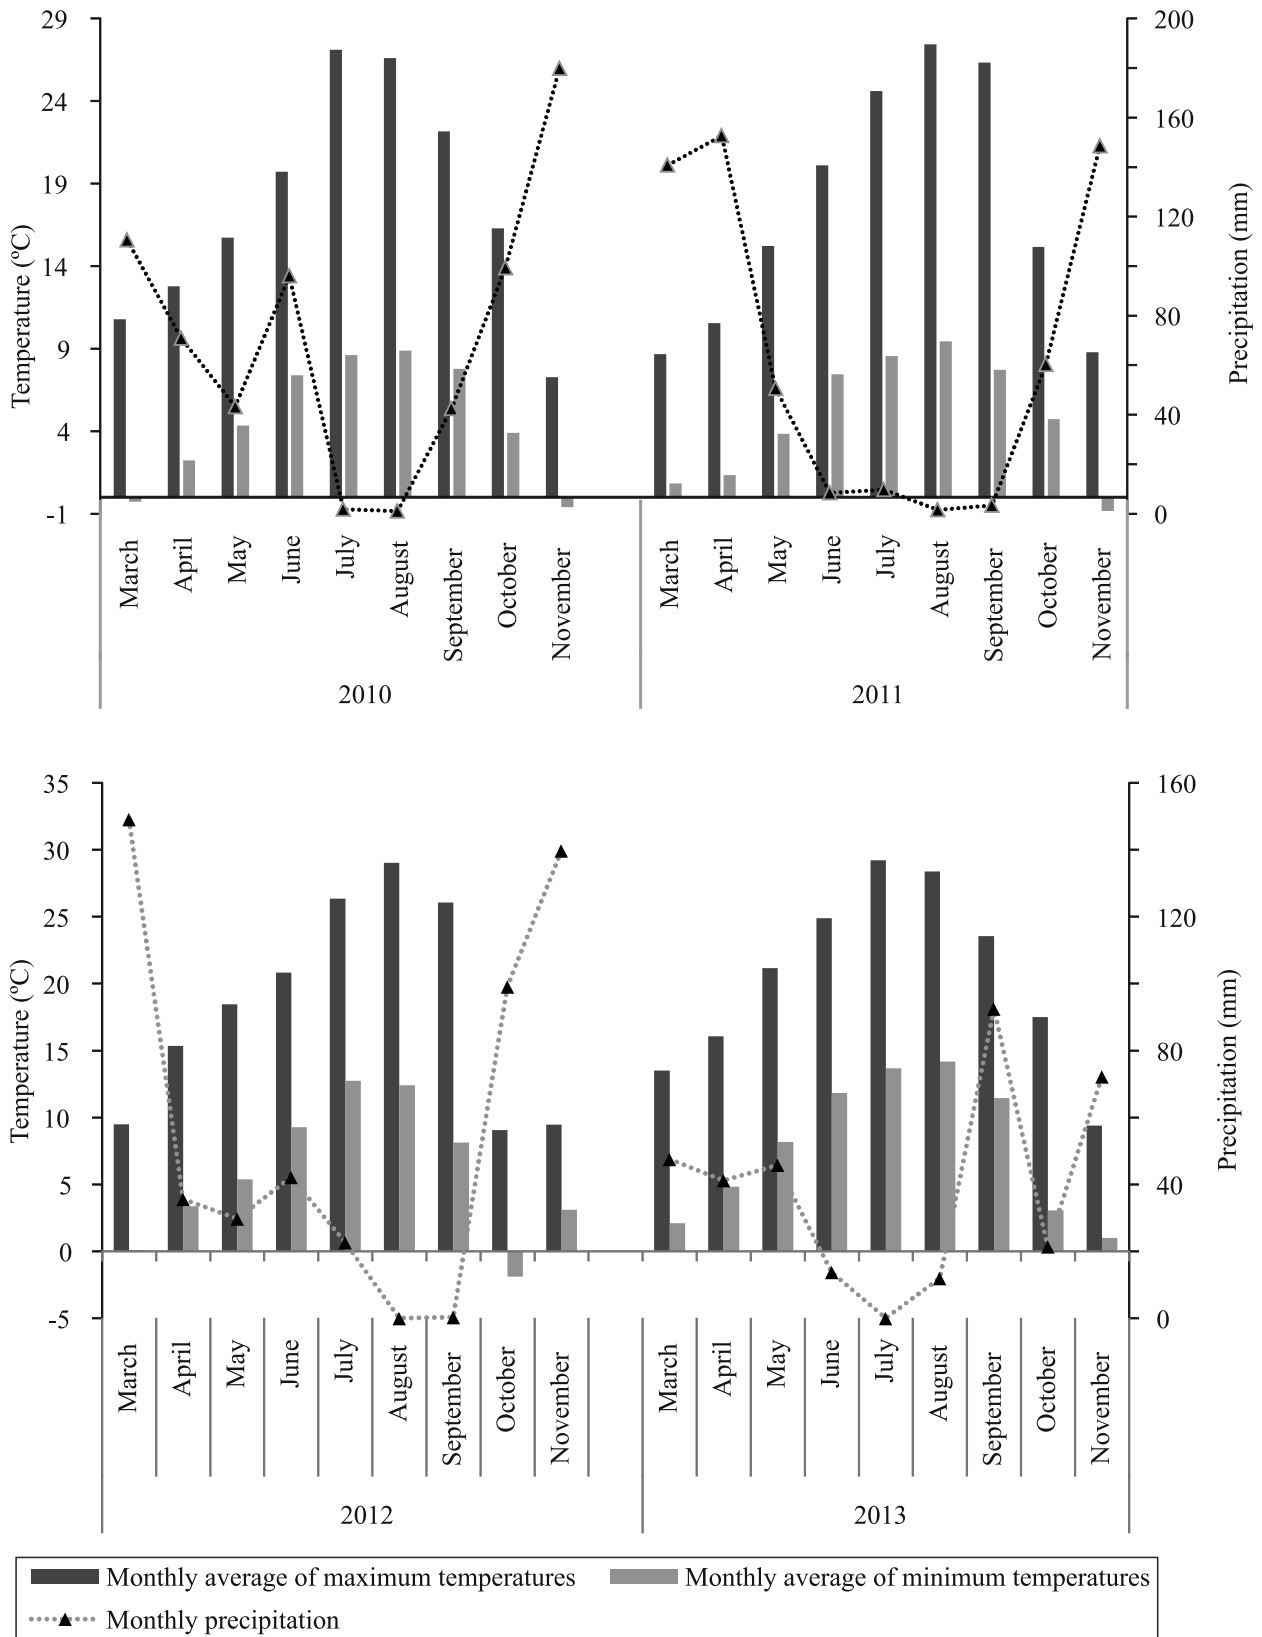 29
24
19
14
9
4
-1
Temperature (ºC)
200
160
120
80
40
0
Precipitation (mm)
March
April
May
June
July
August
September
October
November
March
April
May
June
July
August
September
October
November
2010
2011
35
30
25
20
15
10
5
0
-5
Temperature (ºC)
160
120
80
40
0
Precipitation (mm)
March
April
May
June
July
August
September
October
November
March
April
May
June
July
August
September
October
November
2012
2013
Monthly average of maximum temperatures
Monthly average of minimum temperatures
Monthly precipitation